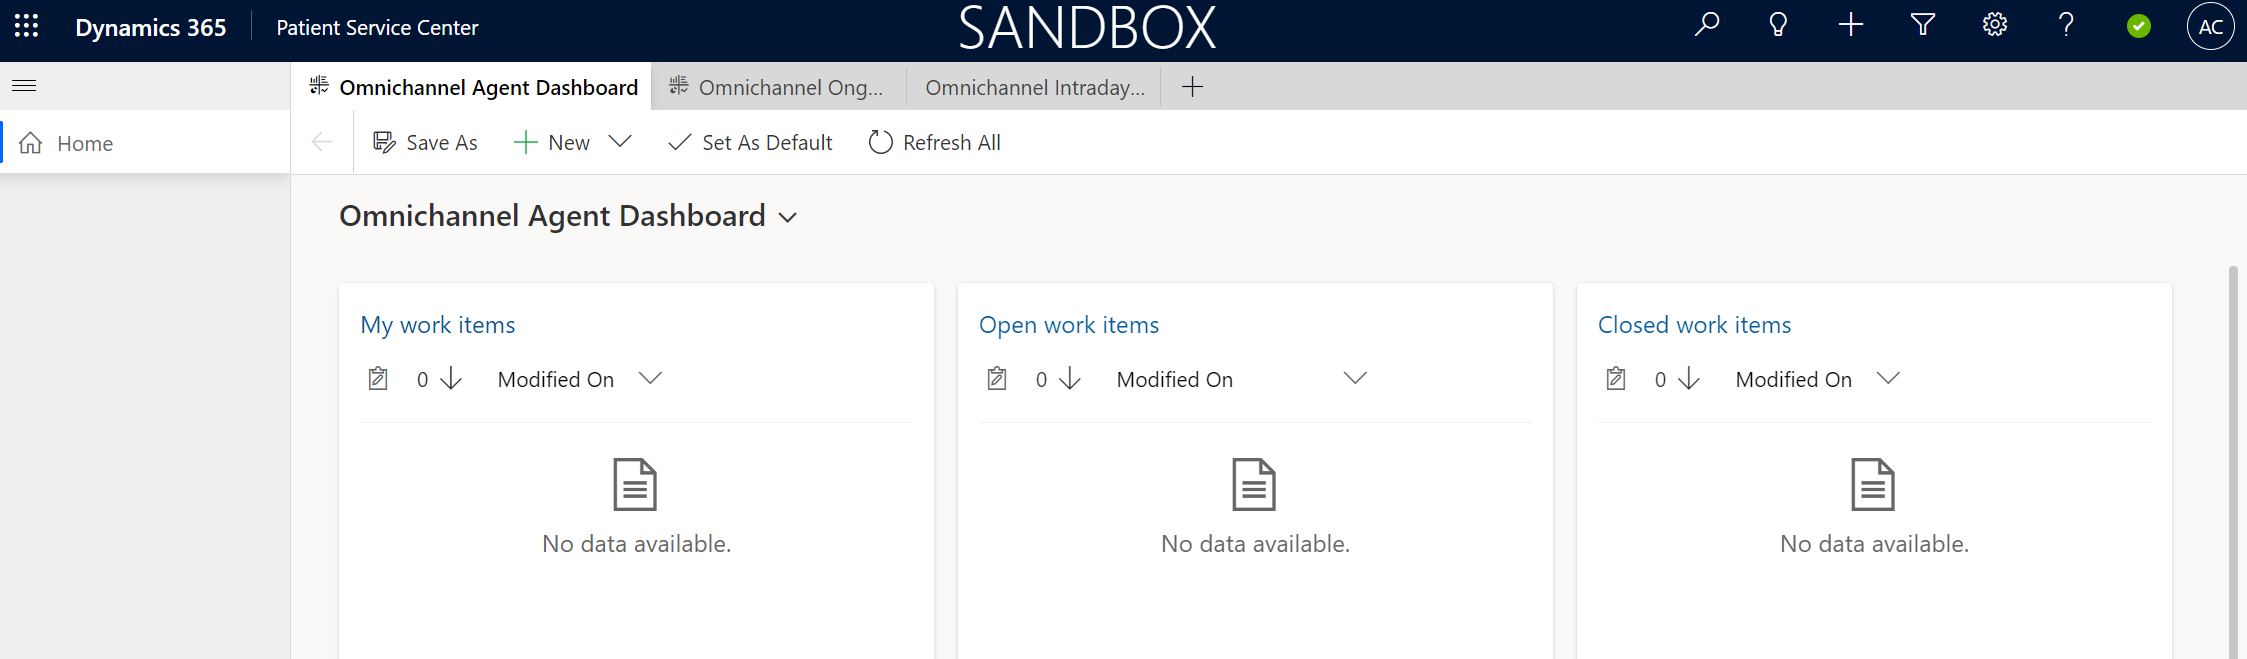 Dynamics 365
Patient Service Center
SANDBOX
AC
Omnichannel Agent Dashboard
Omnichannel Ong...
Omnichannel Intraday...
Home
Save As
New
Set As Default
Refresh All
Omnichannel Agent Dashboard
My work items
0
Modified On
No data available.
Open work items
0
Modified On
No data available.
Closed work items
0
Modified On
No data available.